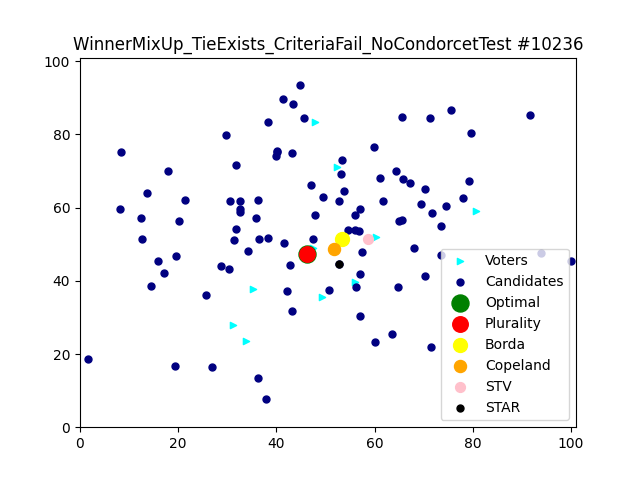 WinnerMixUp_TieExists_CriteriaFail_NoCondorcetTest #10236
100
80
60
40
20
0
0 20 40 60 80 100
Voters
Candidates
Optimal
Plurality
Borda
Copeland
STV
STAR